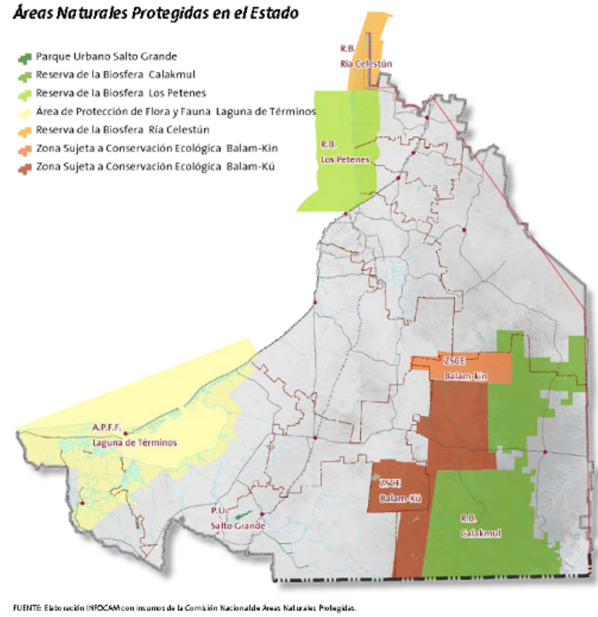 Áreas Naturales Protegidas en el Estado
Parque Urbano Salto Grande
Reserva de la Biosfera Calakmul
Reserva de la Biosfera Los Petenes
Área de Protección de Flora y Fauna Laguna de Términos
Reserva de la Biosfera Ría Celestún
Zona Sujeta a Conservación Ecológica Balam-Kin
Zona Sujeta a Conservación Ecológica Balam-Kú
R.B.
Ría Celestún
R.B.
Los Petenes
ZSCE
Balam-kin
A.P.F.F.
Laguna de Términos
ZSCE
Balam-Kú
P.U.
Salto Grande
R.B.
Calakmul
FUENTE: Elaboración INFOCAM con insumos de la Comisión Nacional de Áreas Naturales Protegidas.